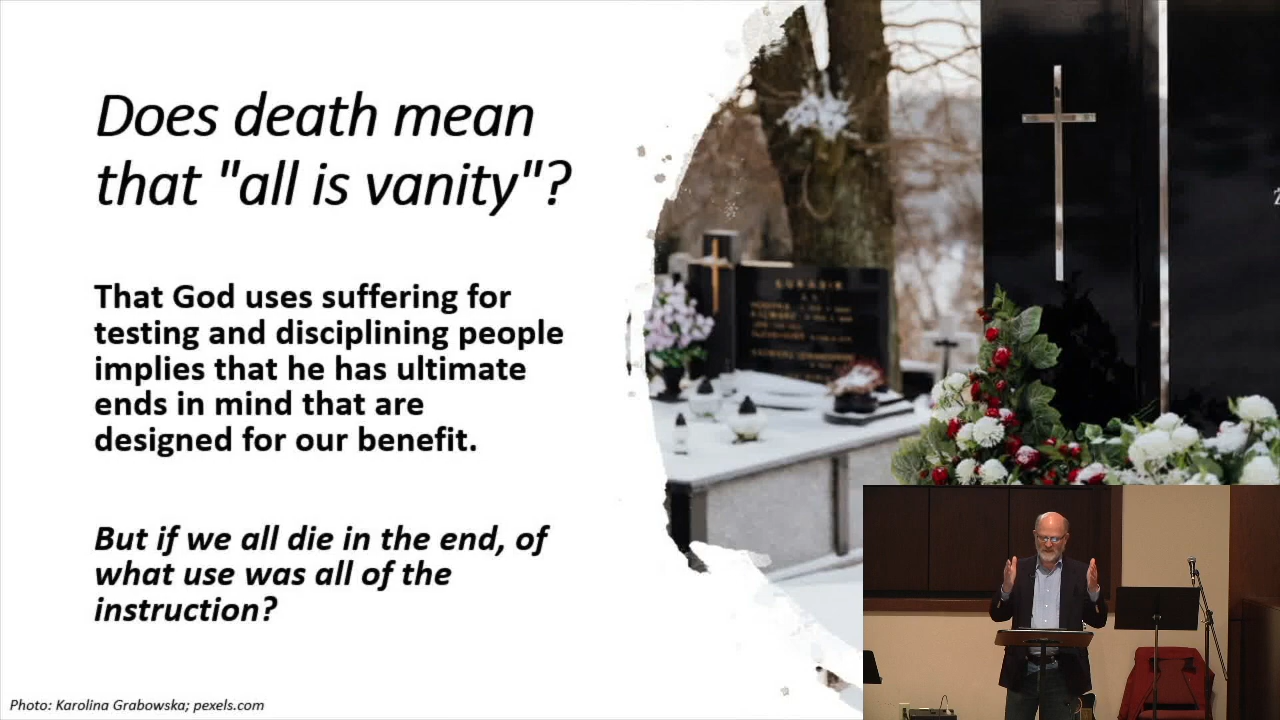 Does death mean
that "all is vanity"?
That God uses suffering for
testing and disciplining people
implies that he has ultimate
ends in mind that are
designed for our benefit.
But if we all die in the end, of
what use was all of the
instruction?
Photo: Karolina Grabowska; pexels.com